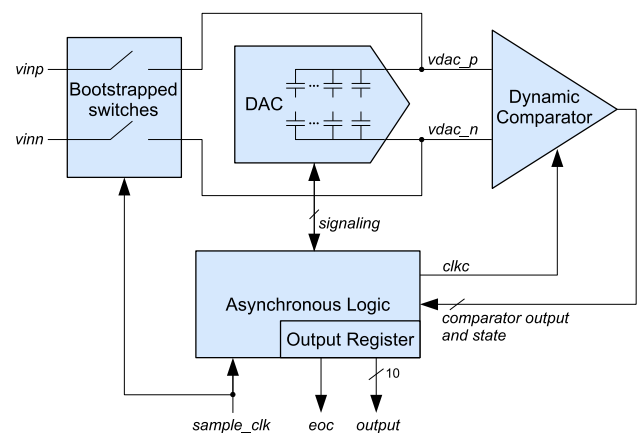 vinp
Bootstrapped
switches
vinn
DAC
...
...
vdac_p
vdac_n
Dynamic
Comparator
signaling
clkc
Asynchronous Logic
Output Register
comparator output
and state
10
sample_clk
eoc
output